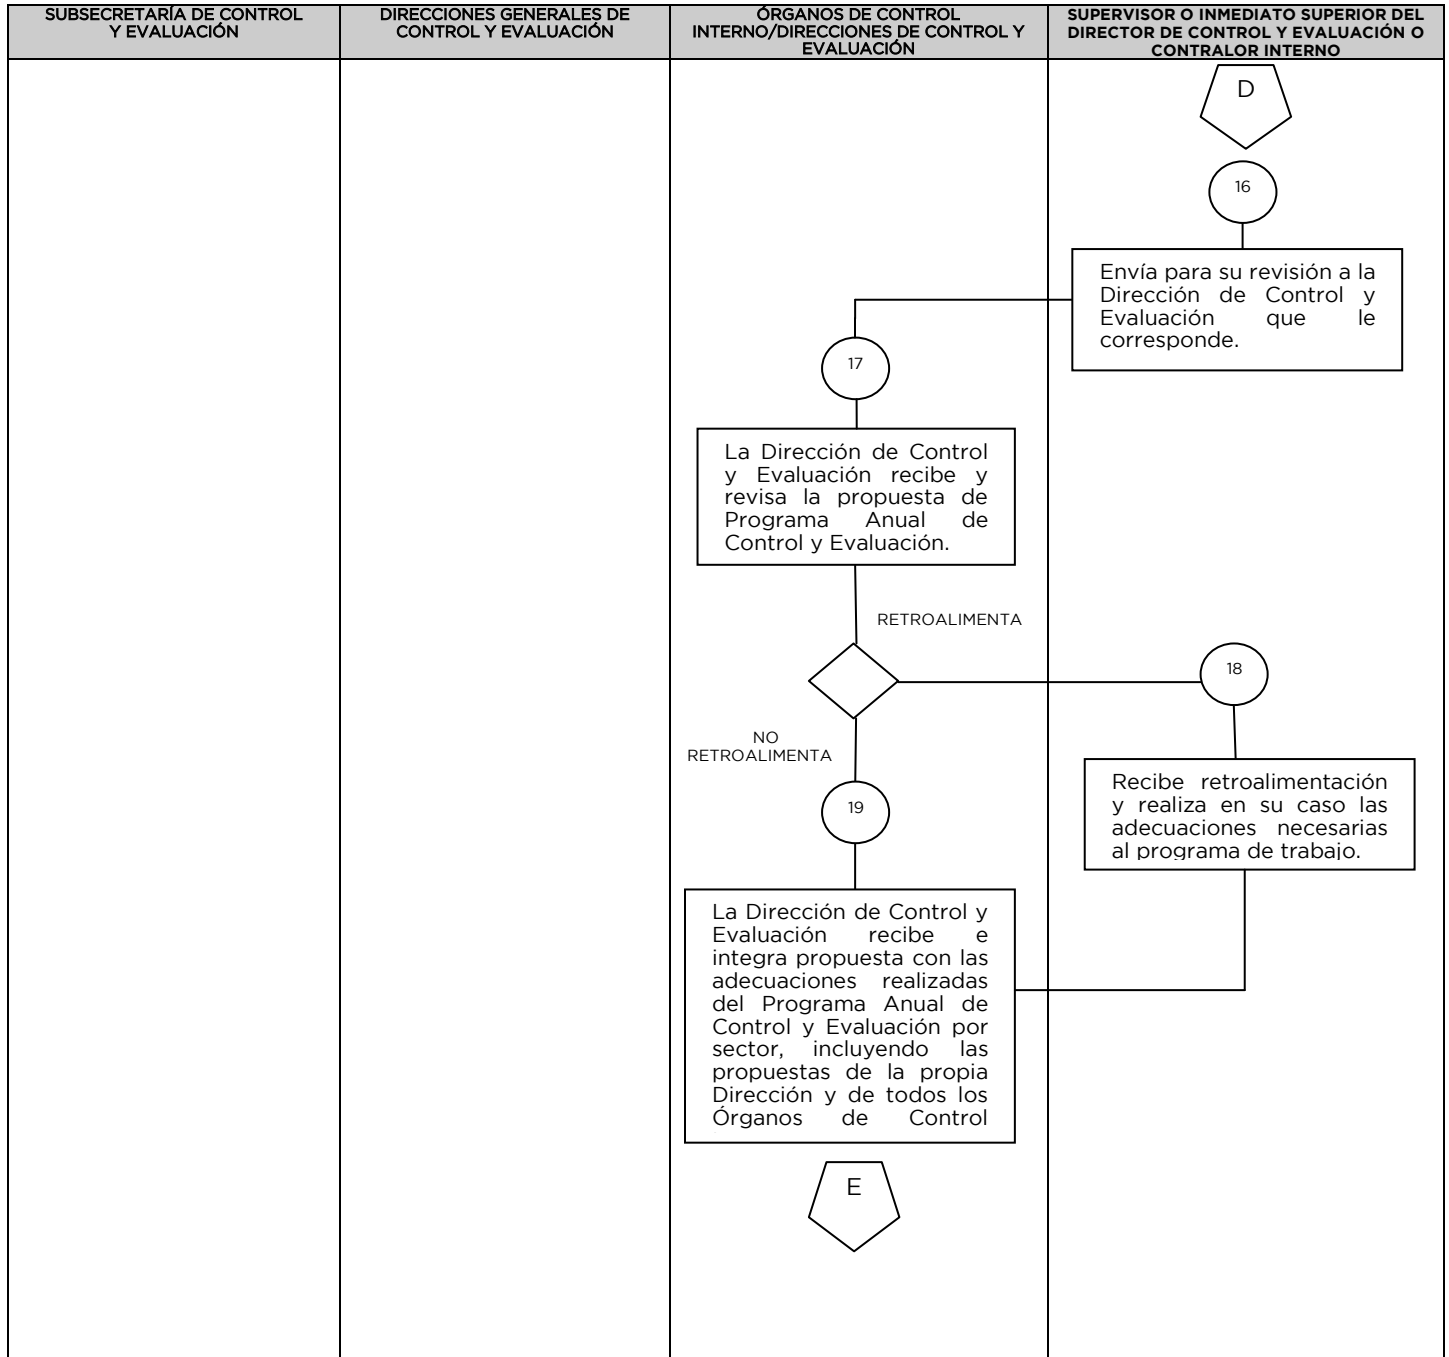 SUBSECRETARÍA DE CONTROL
Y EVALUACIÓN
DIRECCIONES GENERALES DE
CONTROL Y EVALUACIÓN
ÓRGANOS DE CONTROL
INTERNO/DIRECCIONES DE CONTROL Y
EVALUACIÓN
SUPERVISOR O INMEDIATO SUPERIOR DEL
DIRECTOR DE CONTROL Y EVALUACIÓN O
CONTRALOR INTERNO
D
16
Envía para su revisión a la
Dirección de Control y
Evaluación que le
corresponde.
17
La Dirección de Control
y Evaluación recibe y
revisa la propuesta de
Programa Anual de
Control y Evaluación.
RETROALIMENTA
18
NO
RETROALIMENTA
Recibe retroalimentación
y realiza en su caso las
adecuaciones necesarias
al programa de trabajo.
19
La Dirección de Control y
Evaluación recibe e
integra propuesta con las
adecuaciones realizadas
del Programa Anual de
Control y Evaluación por
sector, incluyendo las
propuestas de la propia
Dirección y de todos los
Órganos de Control
E